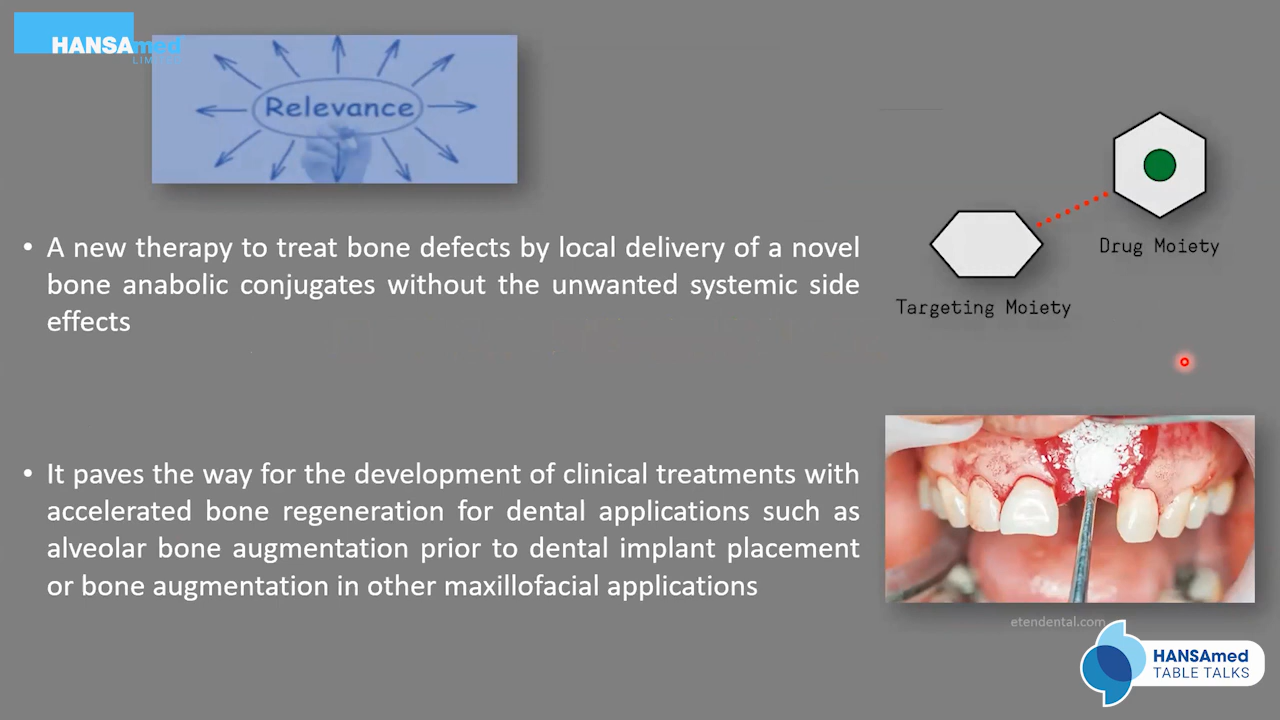 HANSAmed
LIMITED
Relevance
• A new therapy to treat bone defects by local delivery of a novel
bone anabolic conjugates without the unwanted systemic side
effects
Drug Moiety
Targeting Moiety
• It paves the way for the development of clinical treatments with
accelerated bone regeneration for dental applications such as
alveolar bone augmentation prior to dental implant placement
or bone augmentation in other maxillofacial applications
etendental.com
HANSAmed
TABLE TALKS